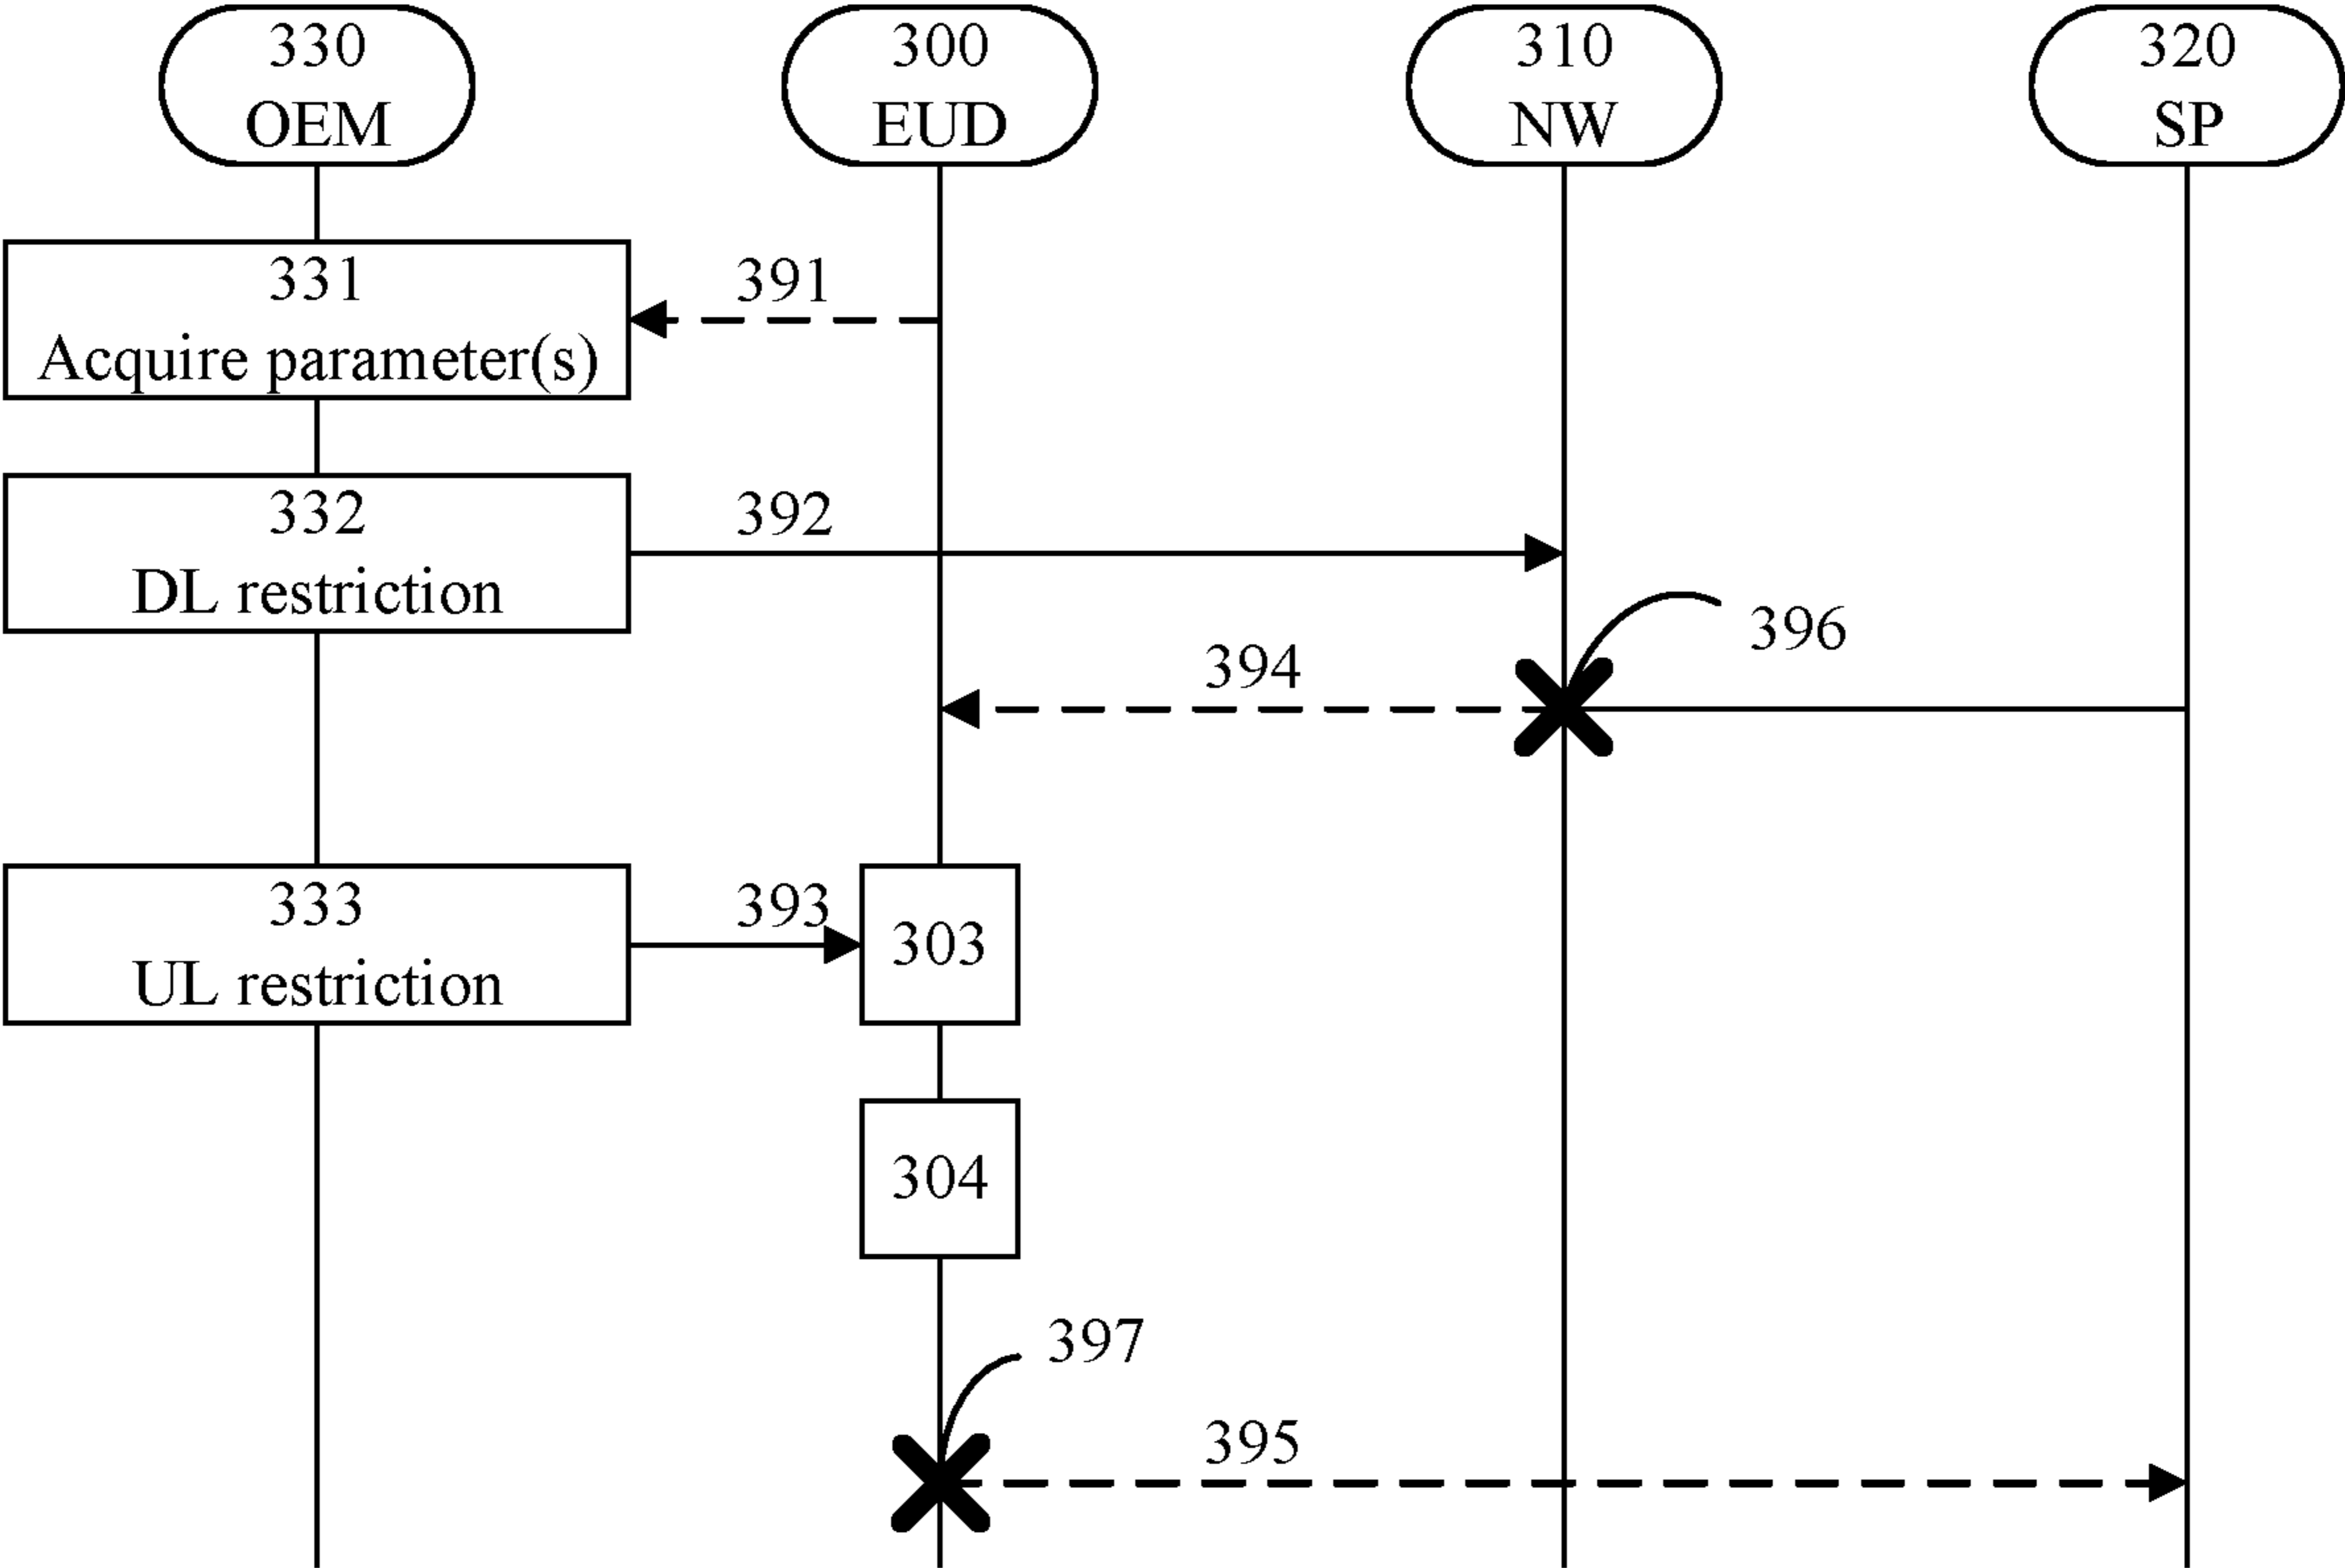 330
OEM
300
EUD
310
NW
320
SP
331
Acquire parameter(s)
391
332
DL restriction
392
396
394
333
UL restriction
393
303
304
397
395